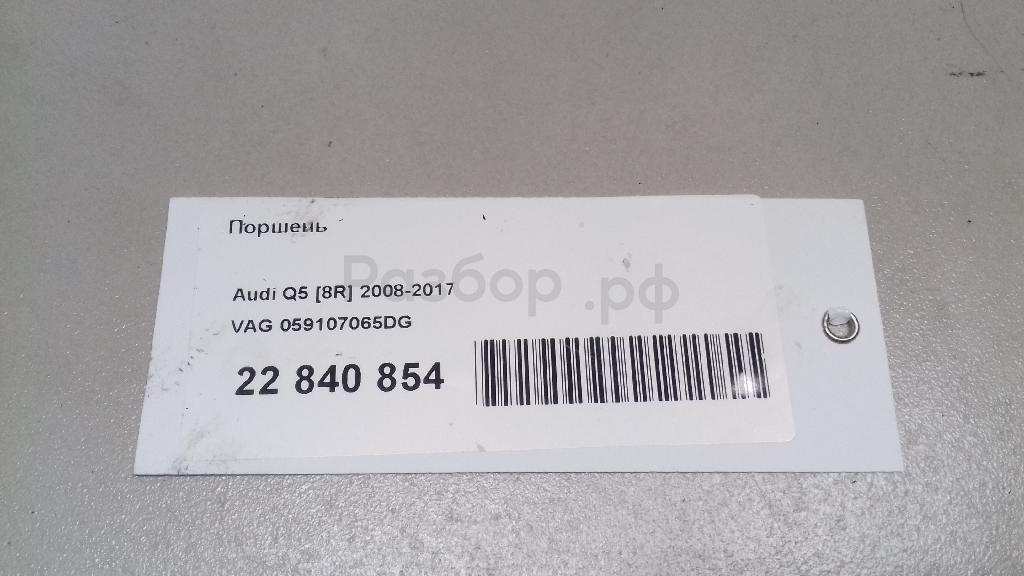 Поршень
Разбор.рф
Audi Q5 [8R] 2008-2017
VAG 059107065DG
22 840 854